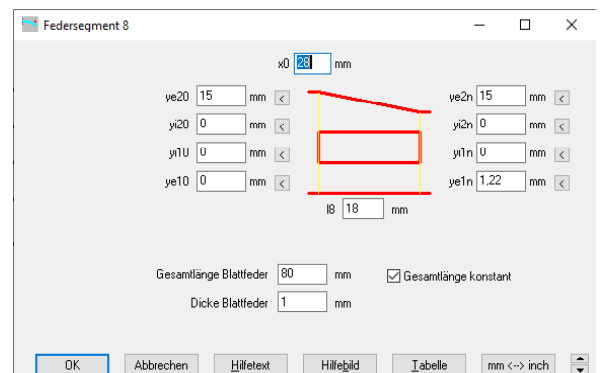 Federsegment 8
x0 28 mm
ye20 15 mm < ye2n 15 mm <
yi20 0 mm < yi2n 0 mm <
yi10 0 mm < yi1n 0 mm <
ye10 0 mm < ye1n 1,22 mm <
l8 18 mm
Gesamtlänge Blattfeder 80 mm Gesamtlänge konstant
Dicke Blattfeder 1 mm
OK Abbrechen Hilfetext Hilfebild Tabelle mm <--> inch